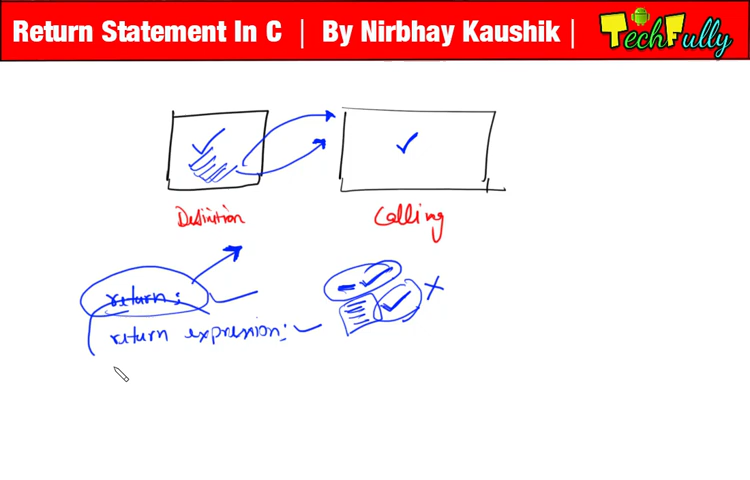 Return Statement In C | By Nirbhay Kaushik | TechFully
Definition Calling
return;
return expression;